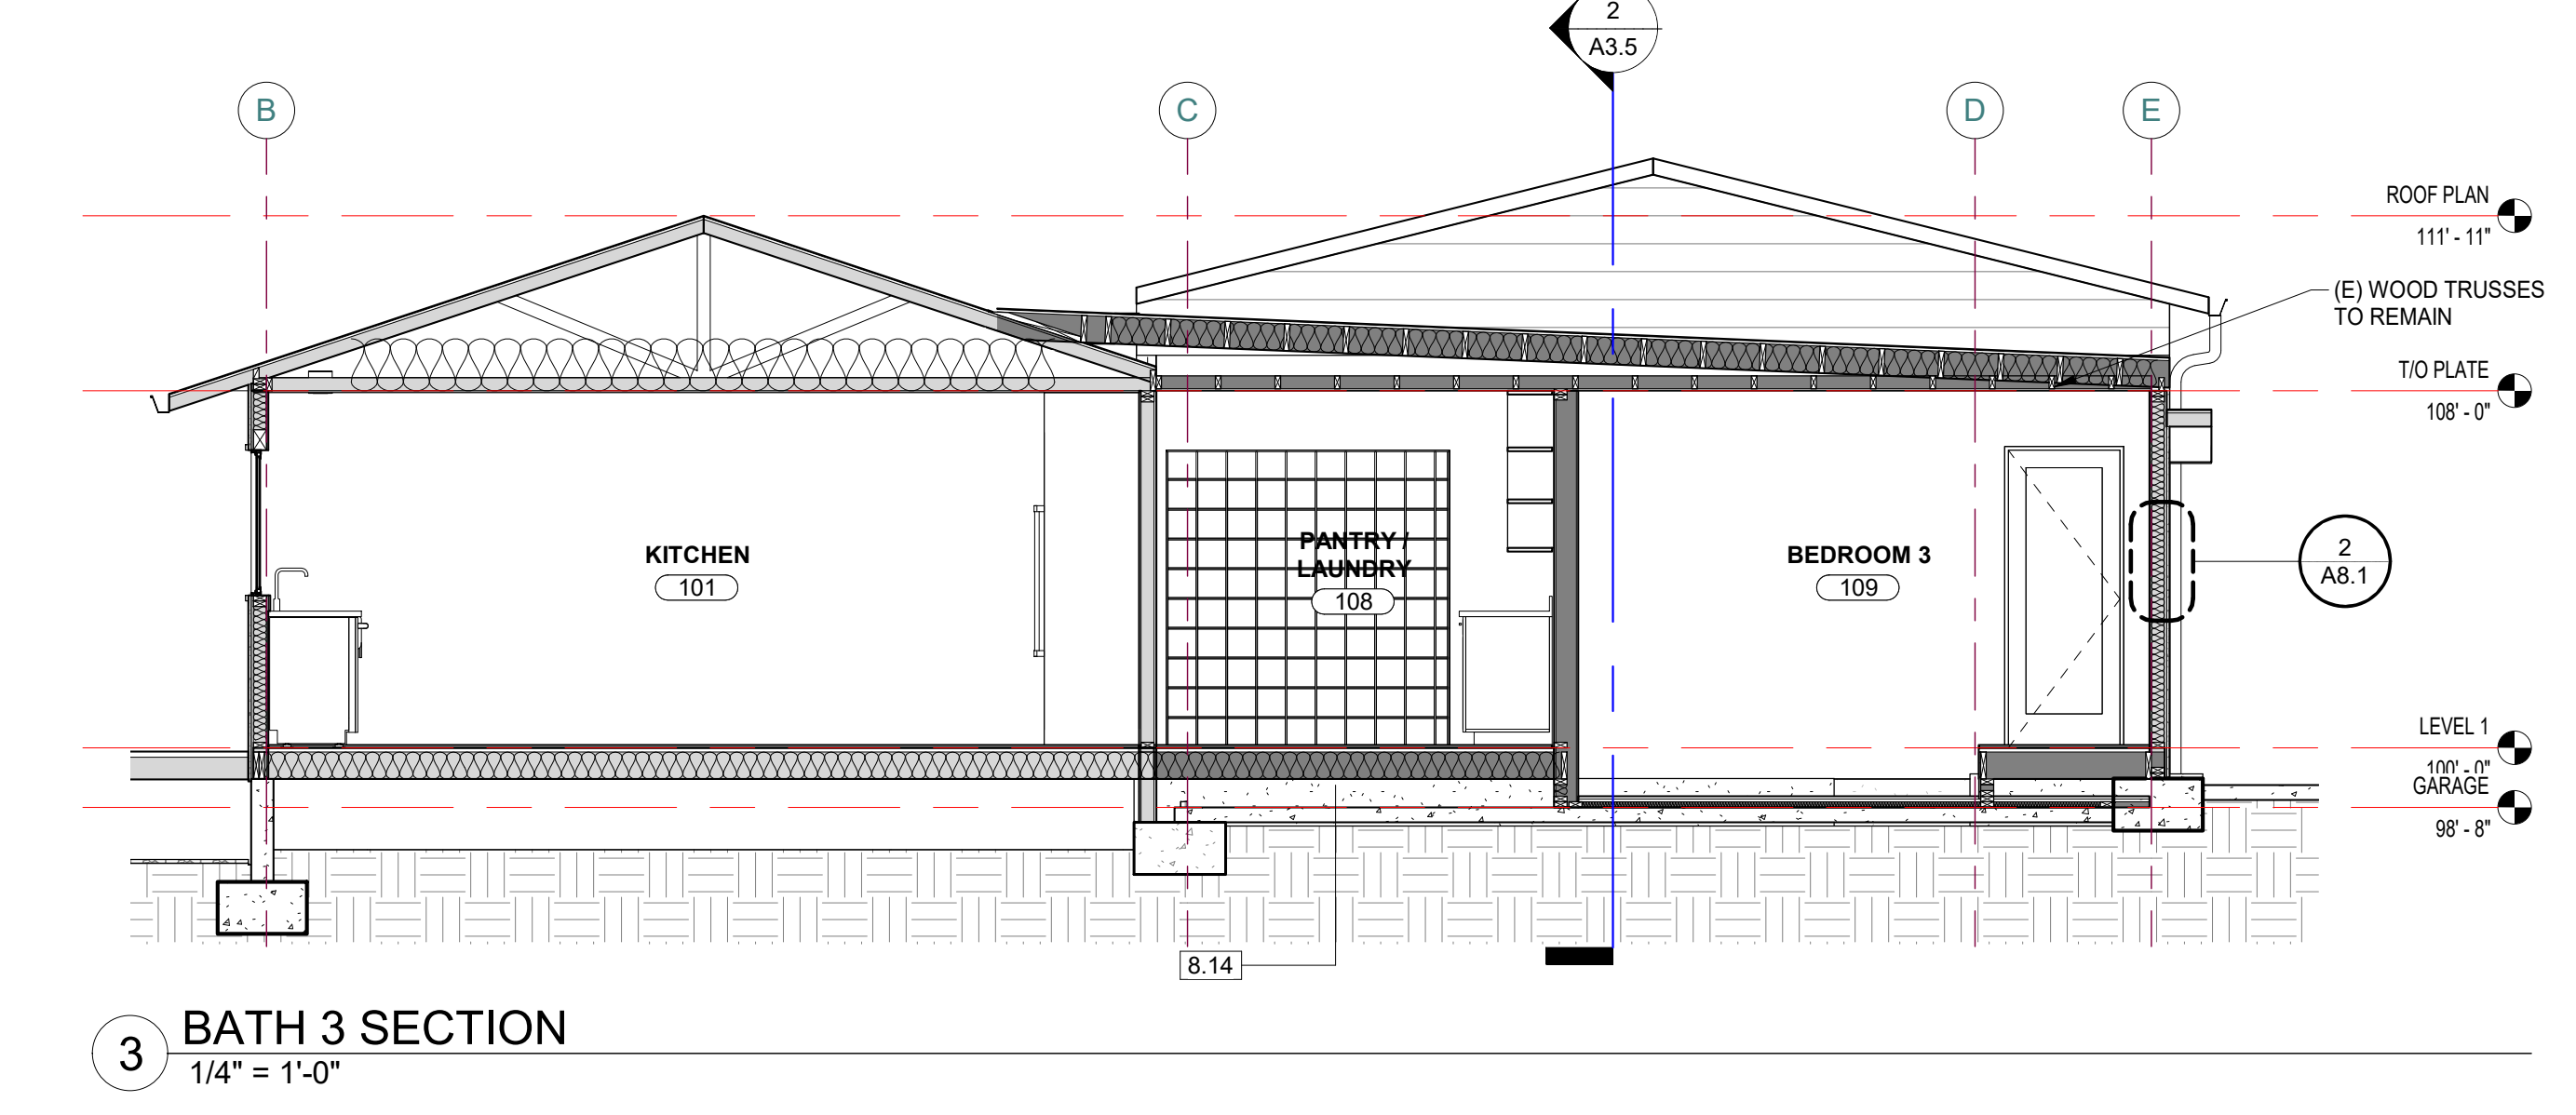 2
A3.5
B
C
D
E
ROOF PLAN
111' - 11"
(E) WOOD TRUSSES
TO REMAIN
T/O PLATE
108' - 0"
KITCHEN
101
PANTRY /
LAUNDRY
108
BEDROOM 3
109
2
A8.1
LEVEL 1
100' - 0"
GARAGE
98' - 8"
8.14
3
BATH 3 SECTION
1/4" = 1'-0"